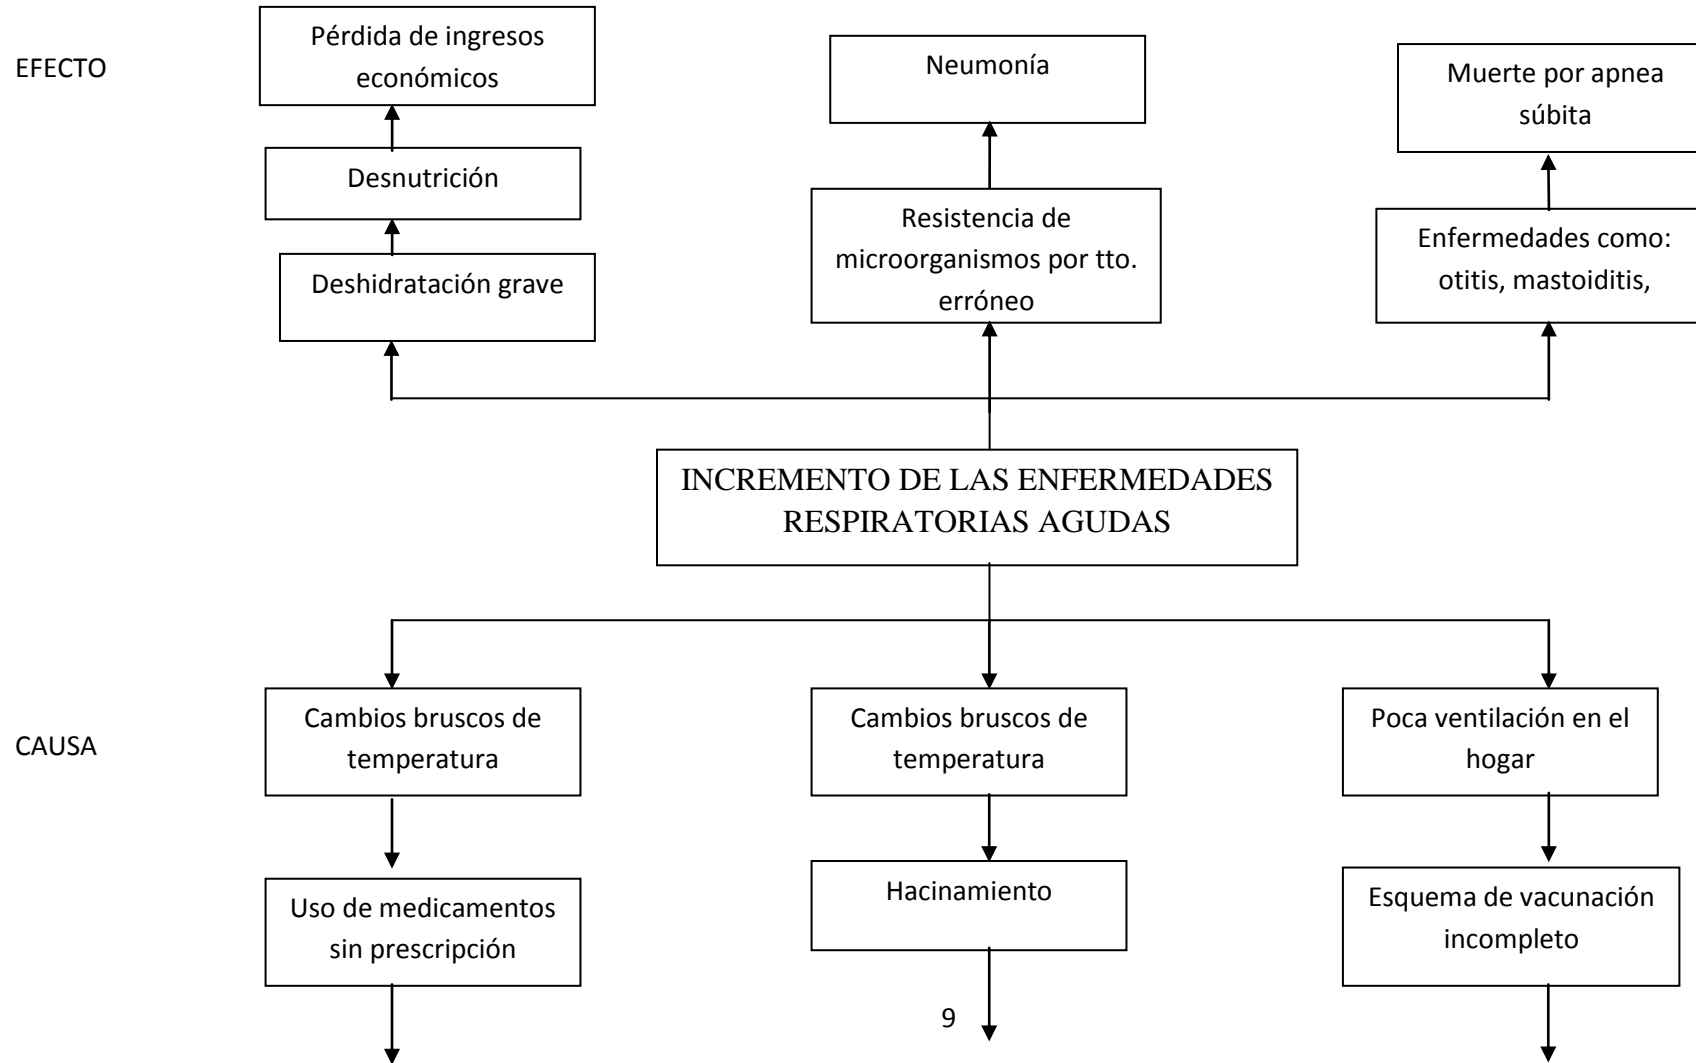 EFECTO
Pérdida de ingresos
económicos
Neumonía
Muerte por apnea
súbita
Desnutrición
Resistencia de
microorganismos por tto.
erróneo
Enfermedades como:
otitis, mastoiditis,
Deshidratación grave
INCREMENTO DE LAS ENFERMEDADES
RESPIRATORIAS AGUDAS
CAUSA
Cambios bruscos de
temperatura
Cambios bruscos de
temperatura
Poca ventilación en el
hogar
Uso de medicamentos
sin prescripción
Hacinamiento
Esquema de vacunación
incompleto
9